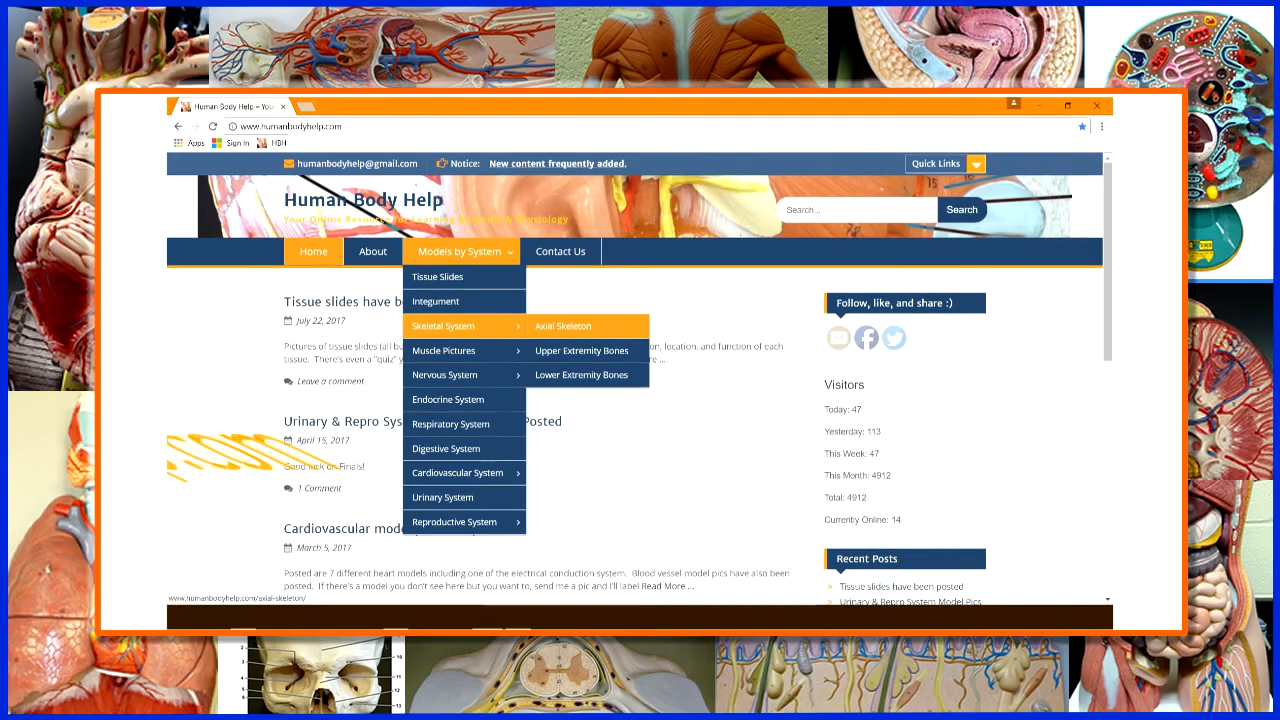 Human Body Help – You
www.humanbodyhelp.com
Apps Sign In HBH
humanbodyhelp@gmail.com Notice: New content frequently added. Quick Links
Human Body Help
Your Online Resource for Learning Anatomy & Physiology
Search... Search
Home About Models by System Contact Us
Tissue Slides
Integument
Skeletal System Axial Skeleton
Muscle Pictures Upper Extremity Bones
Nervous System Lower Extremity Bones
Endocrine System
Respiratory System
Digestive System
Cardiovascular System
Urinary System
Reproductive System
Tissue slides have b
July 22, 2017
Pictures of tissue slides (all bu on, location, and function of each
tissue. There's even a "quiz" y re ...
Leave a comment
Urinary & Repro Sys Posted
April 15, 2017
Good luck on Finals!
1 Comment
Cardiovascular mod
March 5, 2017
Posted are 7 different heart models including one of the electrical conduction system. Blood vessel model pics have also been
posted. If there's a model you don't see here but you want to, send me a pic and I'll label Read More ...
Follow, like, and share :)
Visitors
Today: 47
Yesterday: 113
This Week: 47
This Month: 4912
Total: 4912
Currently Online: 14
Recent Posts
Tissue slides have been posted
Urinary & Repro System Model Pics
www.humanbodyhelp.com/axial-skeleton/